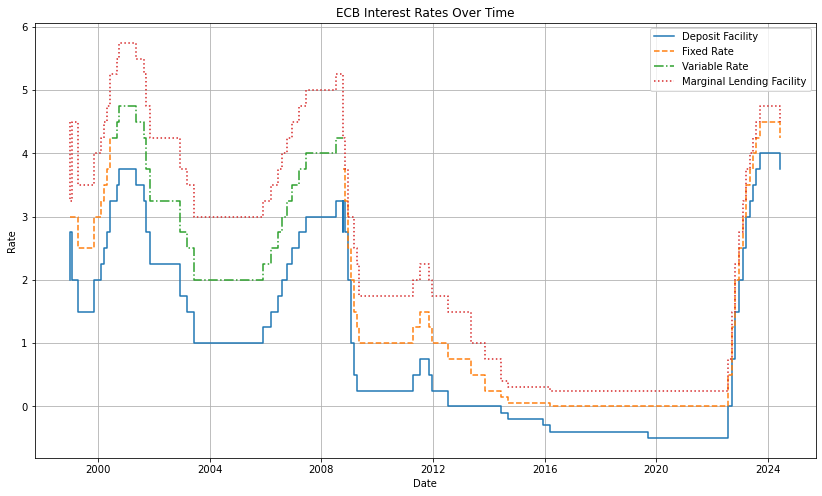 ECB Interest Rates Over Time
Deposit Facility
Fixed Rate
Variable Rate
Marginal Lending Facility
6
5
4
3
2
1
0
Rate
2000 2004 2008 2012 2016 2020 2024
Date